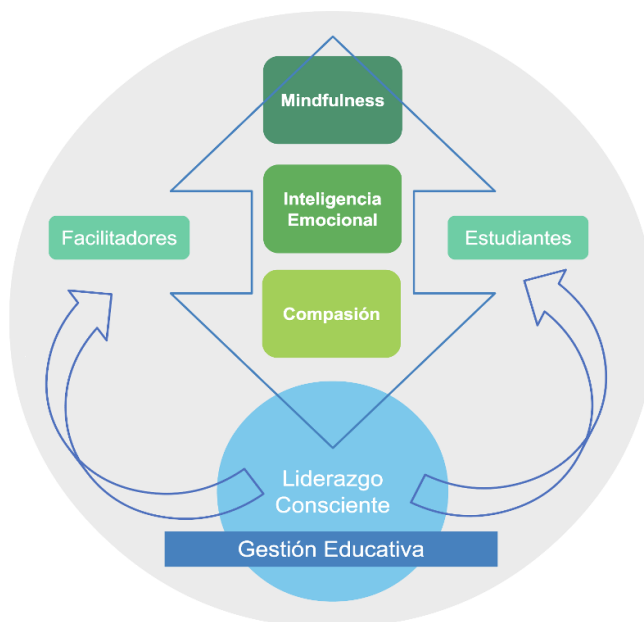 Mindfulness
Inteligencia
Emocional
Facilitadores
Estudiantes
Compasión
Liderazgo
Consciente
Gestión Educativa